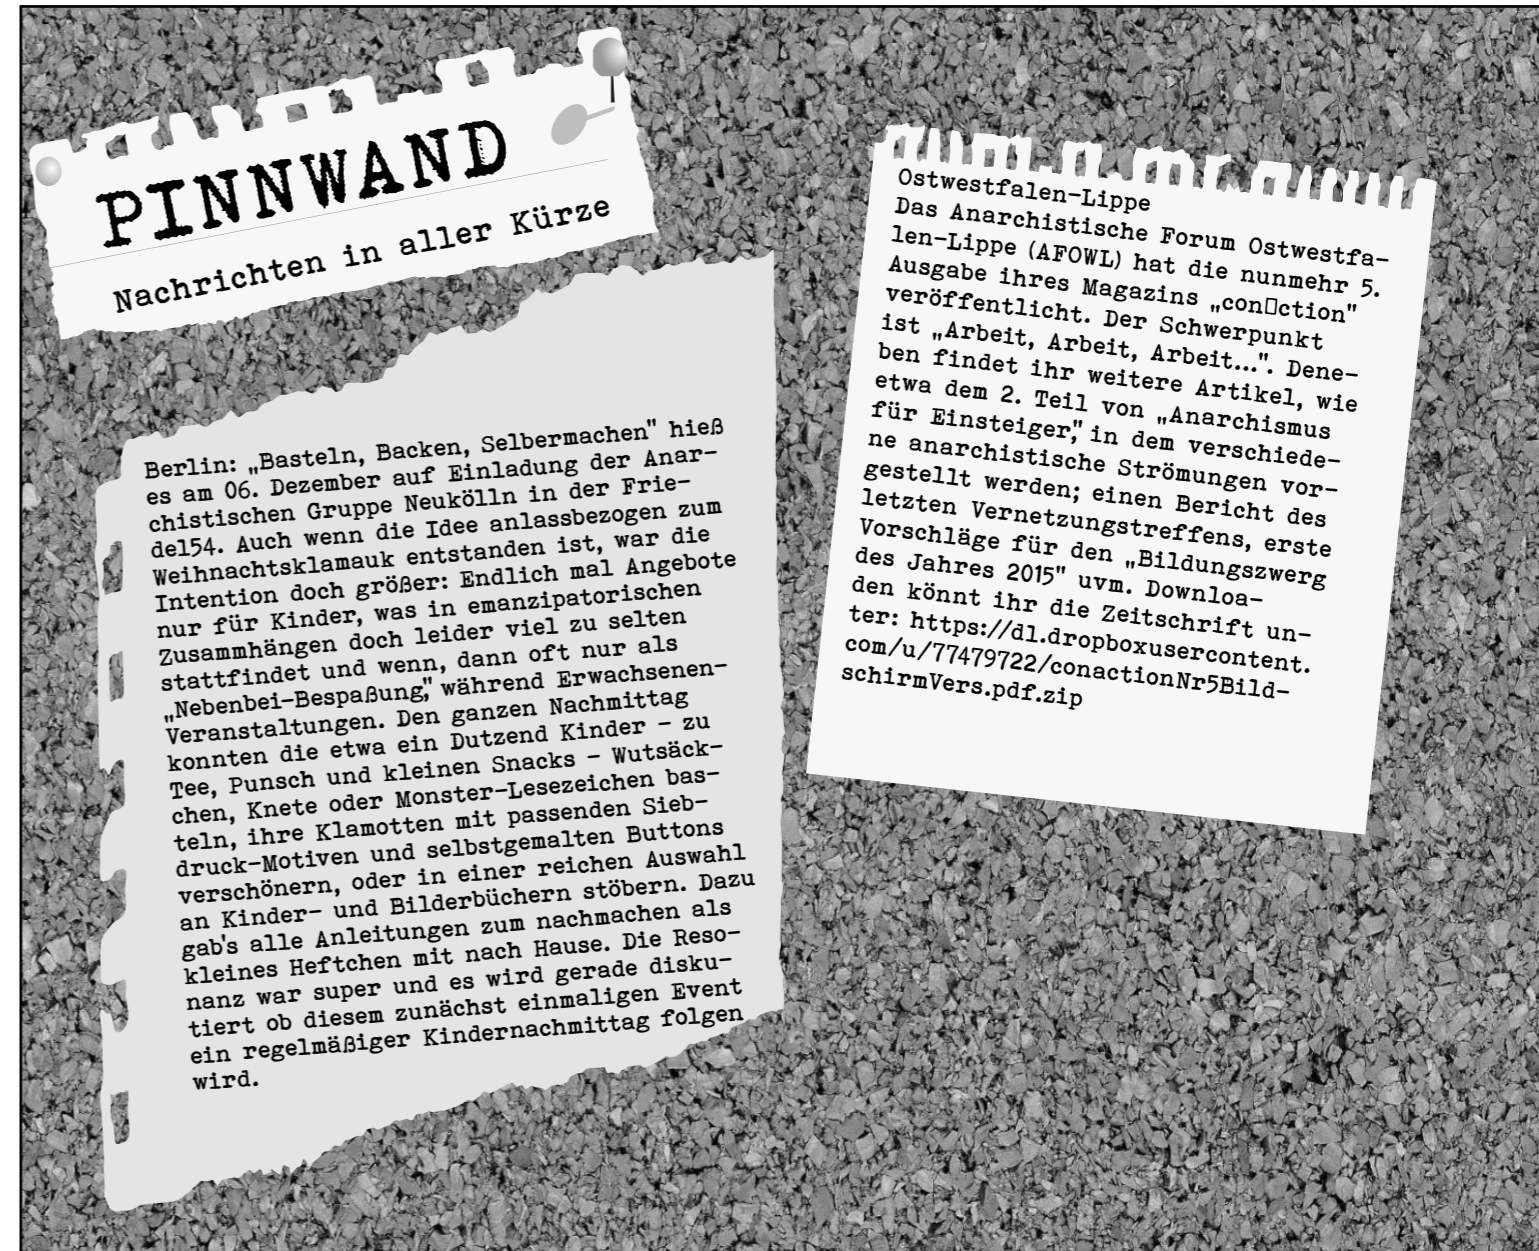 PINNWAND
Nachrichten in aller Kürze
Berlin: „Basteln, Backen, Selbermachen" hieß
es am 06. Dezember auf Einladung der Anar-
chistischen Gruppe Neukölln in der Frie-
del54. Auch wenn die Idee anlassbezogen zum
Weihnachtsklamauk entstanden ist, war die
Intention doch größer: Endlich mal Angebote
nur für Kinder, was in emanzipatorischen
Zusammhängen doch leider viel zu selten
stattfindet und wenn, dann oft nur als
„Nebenbei-Bespaßung," während Erwachsenen-
Veranstaltungen. Den ganzen Nachmittag
konnten die etwa ein Dutzend Kinder - zu
Tee, Punsch und kleinen Snacks - Wutsäck-
chen, Knete oder Monster-Lesezeichen bas-
teln, ihre Klamotten mit passenden Sieb-
druck-Motiven und selbstgemalten Buttons
verschönern, oder in einer reichen Auswahl
an Kinder- und Bilderbüchern stöbern. Dazu
gab's alle Anleitungen zum nachmachen als
kleines Heftchen mit nach Hause. Die Reso-
nanz war super und es wird gerade disku-
tiert ob diesem zunächst einmaligen Event
ein regelmäßiger Kindernachmittag folgen
wird.
Ostwestfalen-Lippe
Das Anarchistische Forum Ostwestfa-
len-Lippe (AFOWL) hat die nunmehr 5.
Ausgabe ihres Magazins „con□ction"
veröffentlicht. Der Schwerpunkt
ist „Arbeit, Arbeit, Arbeit...". Dene-
ben findet ihr weitere Artikel, wie
etwa dem 2. Teil von „Anarchismus
für Einsteiger," in dem verschiede-
ne anarchistische Strömungen vor-
gestellt werden; einen Bericht des
letzten Vernetzungstreffens, erste
Vorschläge für den „Bildungszwerg
des Jahres 2015" uvm. Downloa-
den könnt ihr die Zeitschrift un-
ter: https://dl.dropboxusercontent.
com/u/77479722/conactionNr5Bild-
schirmVers.pdf.zip